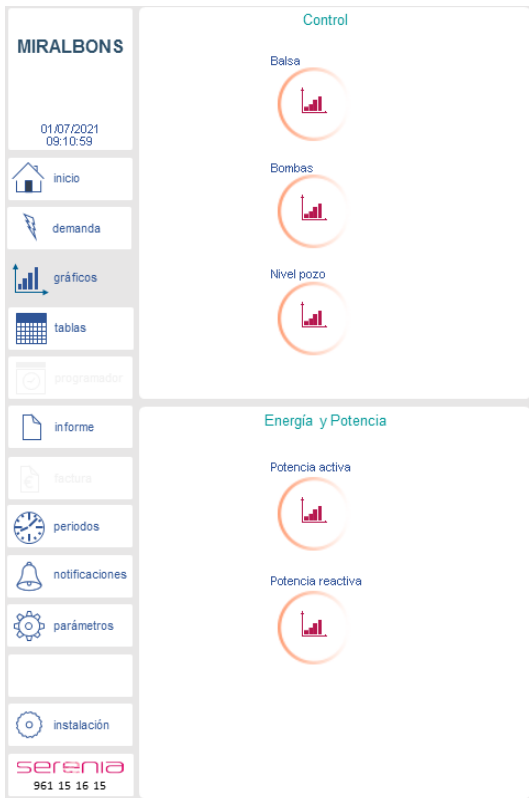 MIRALBONS
01/07/2021
09:10:59
inicio
demanda
gráficos
tablas
programador
informe
factura
periodos
notificaciones
parámetros
instalación
serenia
961 15 16 15
Control
Balsa
Bombas
Nivel pozo
Energía y Potencia
Potencia activa
Potencia reactiva